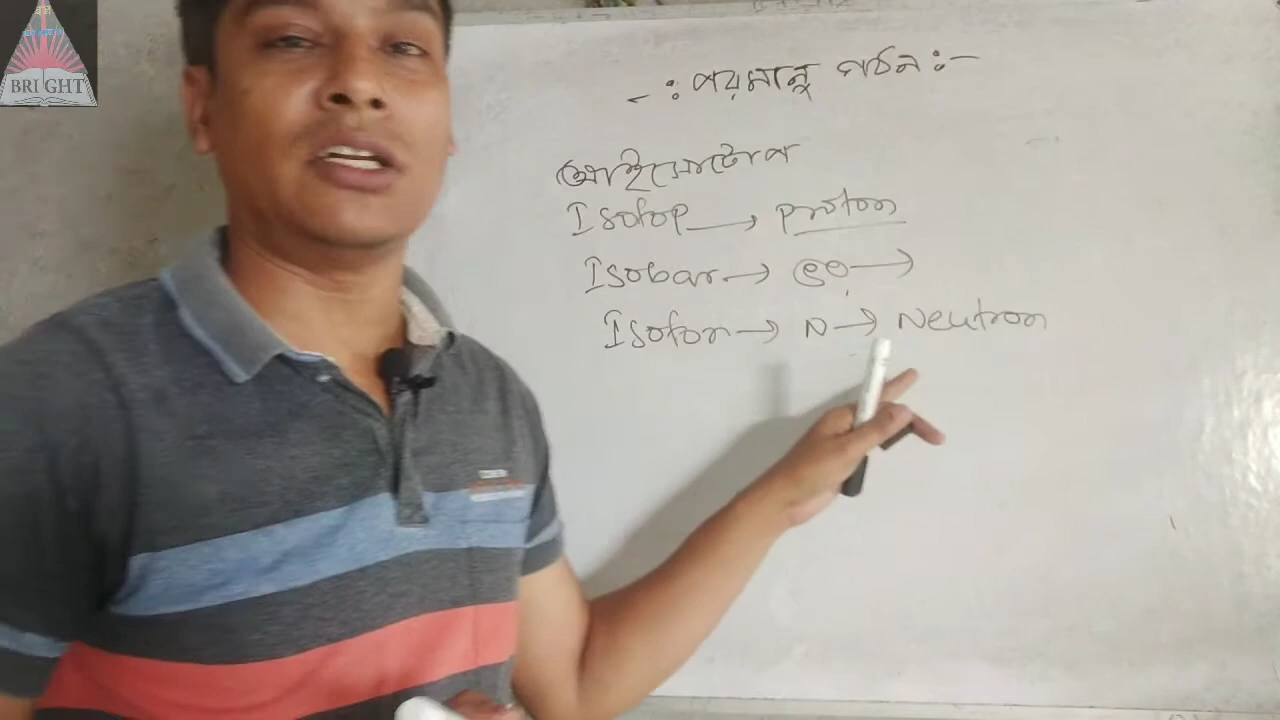 BRIGHT
-: পরমানু গঠন :-
আইসোটোপ
Isotop → Proton
Isobar → ভর →
Isoton → N → Neutron